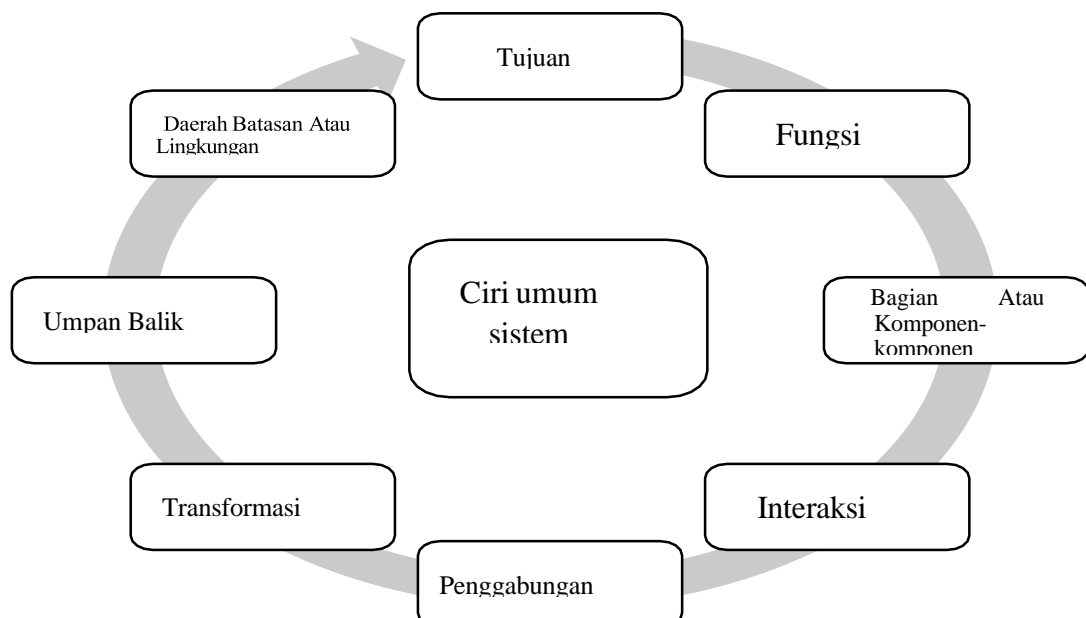 Tujuan
Fungsi
Bagian Atau
Komponen-
komponen
Interaksi
Penggabungan
Transformasi
Umpan Balik
Daerah Batasan Atau
Lingkungan
Ciri umum
sistem